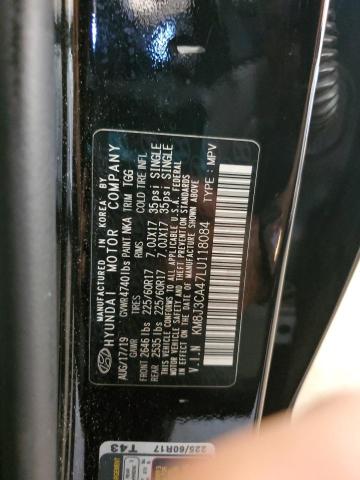 MANUFACTURED IN KOREA BY
HYUNDAI MOTOR COMPANY
AUG/17/19 GVWR 4740lbs PAINT NKA TRIM TGG
GAWR TIRES RIMS COLD TIRE INFL.
FRONT 2646 lbs 225/60R17 7.0JX17 35psi SINGLE
REAR 2535 lbs 225/60R17 7.0JX17 35psi SINGLE
THIS VEHICLE CONFORMS TO ALL APPLICABLE U.S.A. FEDERAL
MOTOR VEHICLE SAFETY AND THEFT PREVENTION STANDARDS
IN EFFECT ON THE DATE OF MANUFACTURE SHOWN ABOVE
V.I.N KM8J3CA47LU118084 TYPE: MPV
T43
225/60R17